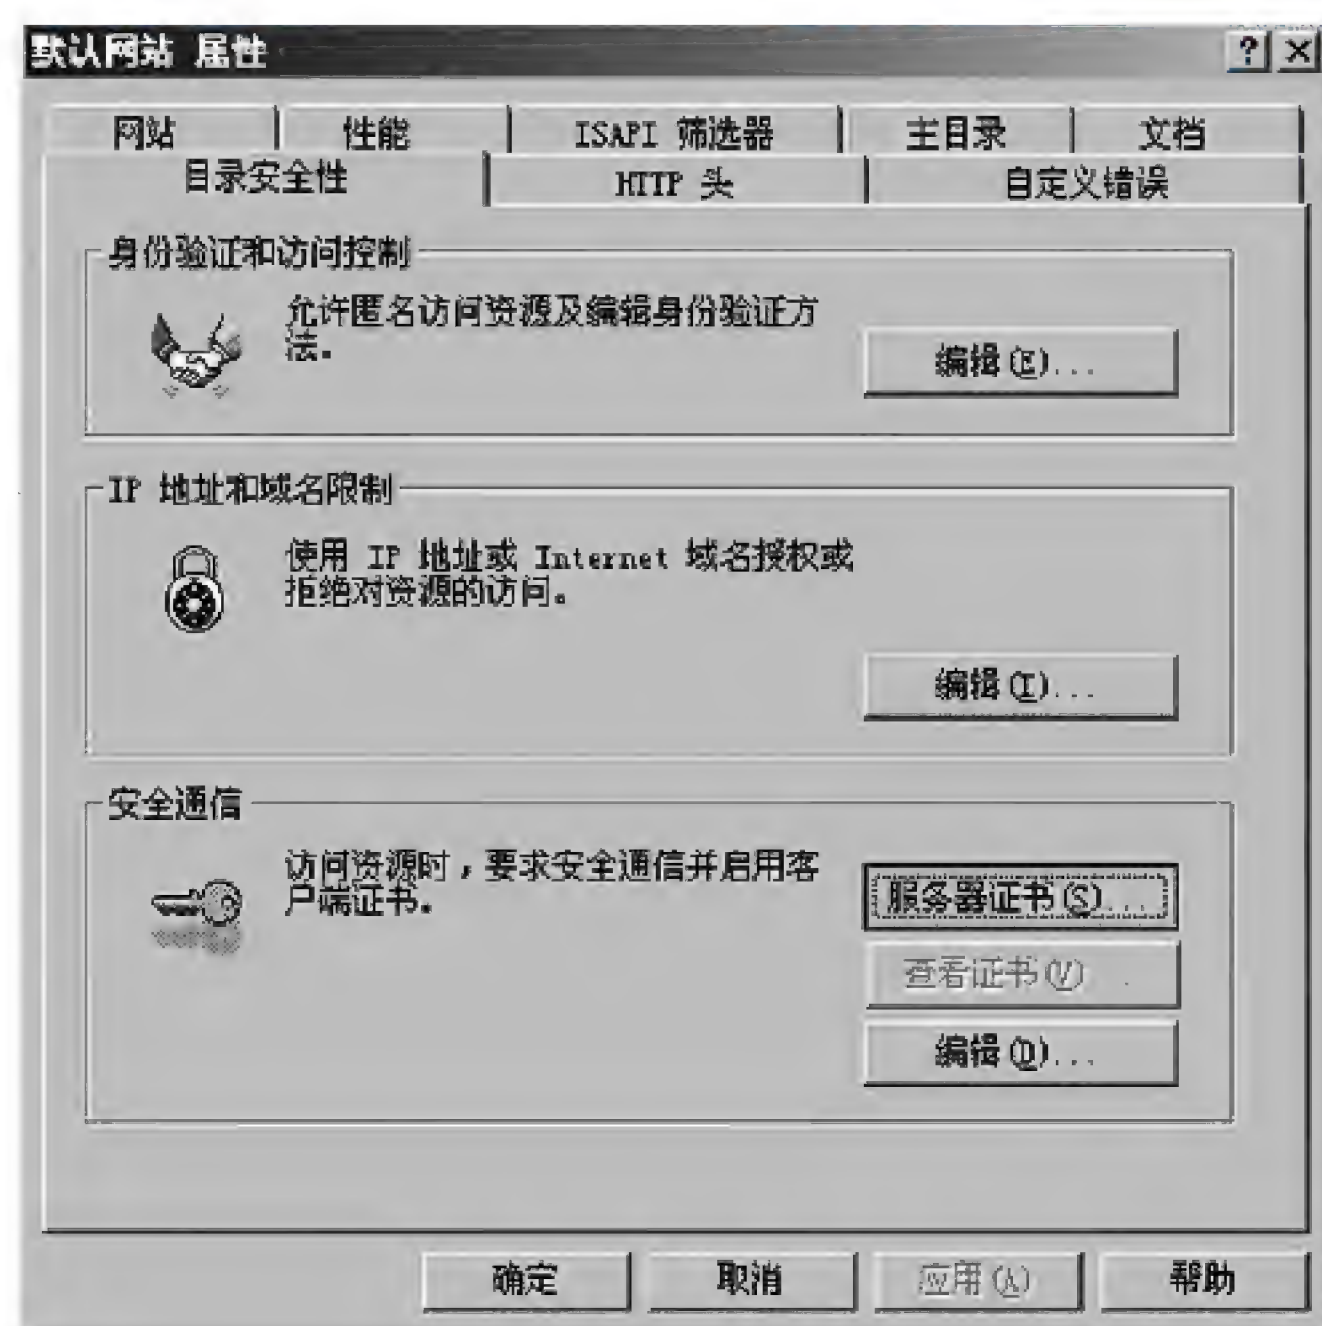 默认网站 属性
网站 性能 ISAPI 筛选器 主目录 文档
目录安全性 HTTP 头 自定义错误
身份验证和访问控制
允许匿名访问资源及编辑身份验证方
法。
编辑(E)...
IP 地址和域名限制
使用 IP 地址或 Internet 域名授权或
拒绝对资源的访问。
编辑(I)...
安全通信
访问资源时，要求安全通信并启用客
户端证书。
服务器证书(S)...
查看证书(V)...
编辑(D)...
确定 取消 应用(A) 帮助